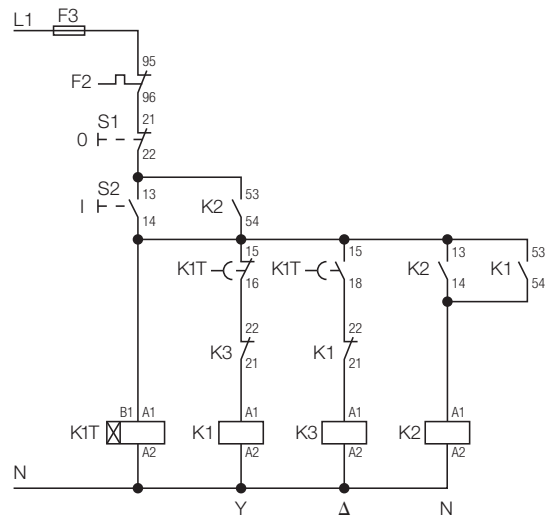 L1 F3
95
F2
96
S1 21
0
22
S2 13 53
I K2
14 54
15 15 13 53
K1T K1T K2 K1
16 18 14 54
22 22
K3 K1
21 21
B1 A1 A1 A1 A1
K1T K1 K3 K2
A2 A2 A2 A2
N
Y Δ N